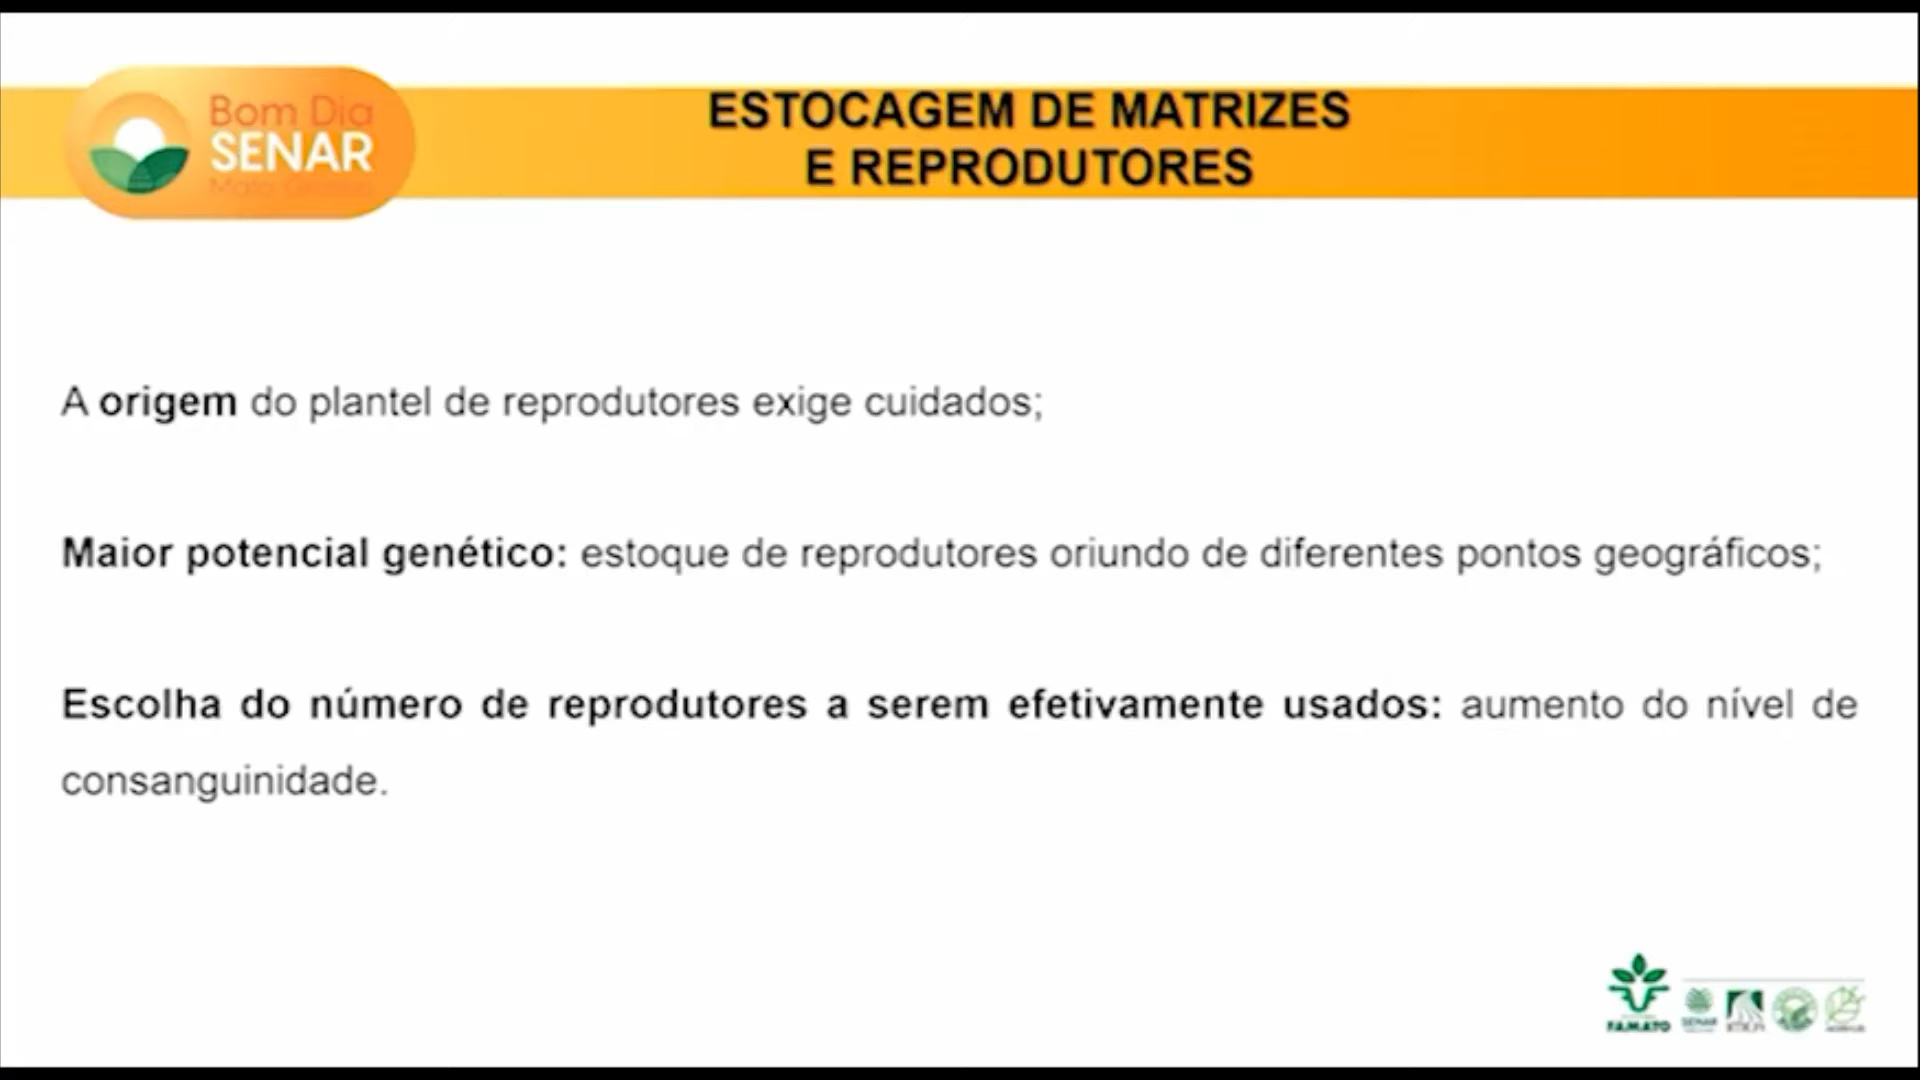 Bom Dia
SENAR
ESTOCAGEM DE MATRIZES
E REPRODUTORES
A origem do plantel de reprodutores exige cuidados;
Maior potencial genético: estoque de reprodutores oriundo de diferentes pontos geográficos;
Escolha do número de reprodutores a serem efetivamente usados: aumento do nível de
consanguinidade.
FAMATO
SENAR